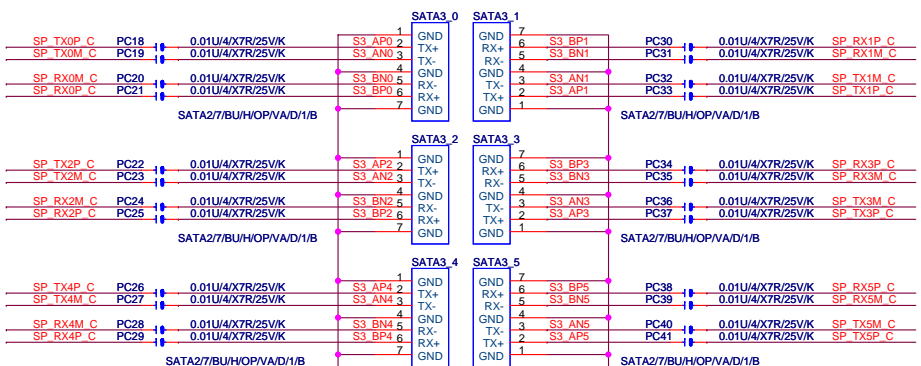 SATA3_0 SATA3_1
1 GND GND 7
SP_TX0P_C PC18 0.01U/4/X7R/25V/K S3_AP0 2 TX+ RX+ 6 S3_BP1 PC30 0.01U/4/X7R/25V/K SP_RX1P_C
SP_TX0M_C PC19 0.01U/4/X7R/25V/K S3_AN0 3 TX- RX- 5 S3_BN1 PC31 0.01U/4/X7R/25V/K SP_RX1M_C
4 GND GND 4
SP_RX0M_C PC20 0.01U/4/X7R/25V/K S3_BN0 5 RX- TX- 3 S3_AN1 PC32 0.01U/4/X7R/25V/K SP_TX1M_C
SP_RX0P_C PC21 0.01U/4/X7R/25V/K S3_BP0 6 RX+ TX+ 2 S3_AP1 PC33 0.01U/4/X7R/25V/K SP_TX1P_C
7 GND GND 1
SATA2/7/BU/H/OP/VA/D/1/B SATA2/7/BU/H/OP/VA/D/1/B
SATA3_2 SATA3_3
1 GND GND 7
SP_TX2P_C PC22 0.01U/4/X7R/25V/K S3_AP2 2 TX+ RX+ 6 S3_BP3 PC34 0.01U/4/X7R/25V/K SP_RX3P_C
SP_TX2M_C PC23 0.01U/4/X7R/25V/K S3_AN2 3 TX- RX- 5 S3_BN3 PC35 0.01U/4/X7R/25V/K SP_RX3M_C
4 GND GND 4
SP_RX2M_C PC24 0.01U/4/X7R/25V/K S3_BN2 5 RX- TX- 3 S3_AN3 PC36 0.01U/4/X7R/25V/K SP_TX3M_C
SP_RX2P_C PC25 0.01U/4/X7R/25V/K S3_BP2 6 RX+ TX+ 2 S3_AP3 PC37 0.01U/4/X7R/25V/K SP_TX3P_C
7 GND GND 1
SATA2/7/BU/H/OP/VA/D/1/B SATA2/7/BU/H/OP/VA/D/1/B
SATA3_4 SATA3_5
1 GND GND 7
SP_TX4P_C PC26 0.01U/4/X7R/25V/K S3_AP4 2 TX+ RX+ 6 S3_BP5 PC38 0.01U/4/X7R/25V/K SP_RX5P_C
SP_TX4M_C PC27 0.01U/4/X7R/25V/K S3_AN4 3 TX- RX- 5 S3_BN5 PC39 0.01U/4/X7R/25V/K SP_RX5M_C
4 GND GND 4
SP_RX4M_C PC28 0.01U/4/X7R/25V/K S3_BN4 5 RX- TX- 3 S3_AN5 PC40 0.01U/4/X7R/25V/K SP_TX5M_C
SP_RX4P_C PC29 0.01U/4/X7R/25V/K S3_BP4 6 RX+ TX+ 2 S3_AP5 PC41 0.01U/4/X7R/25V/K SP_TX5P_C
7 GND GND 1
SATA2/7/BU/H/OP/VA/D/1/B SATA2/7/BU/H/OP/VA/D/1/B